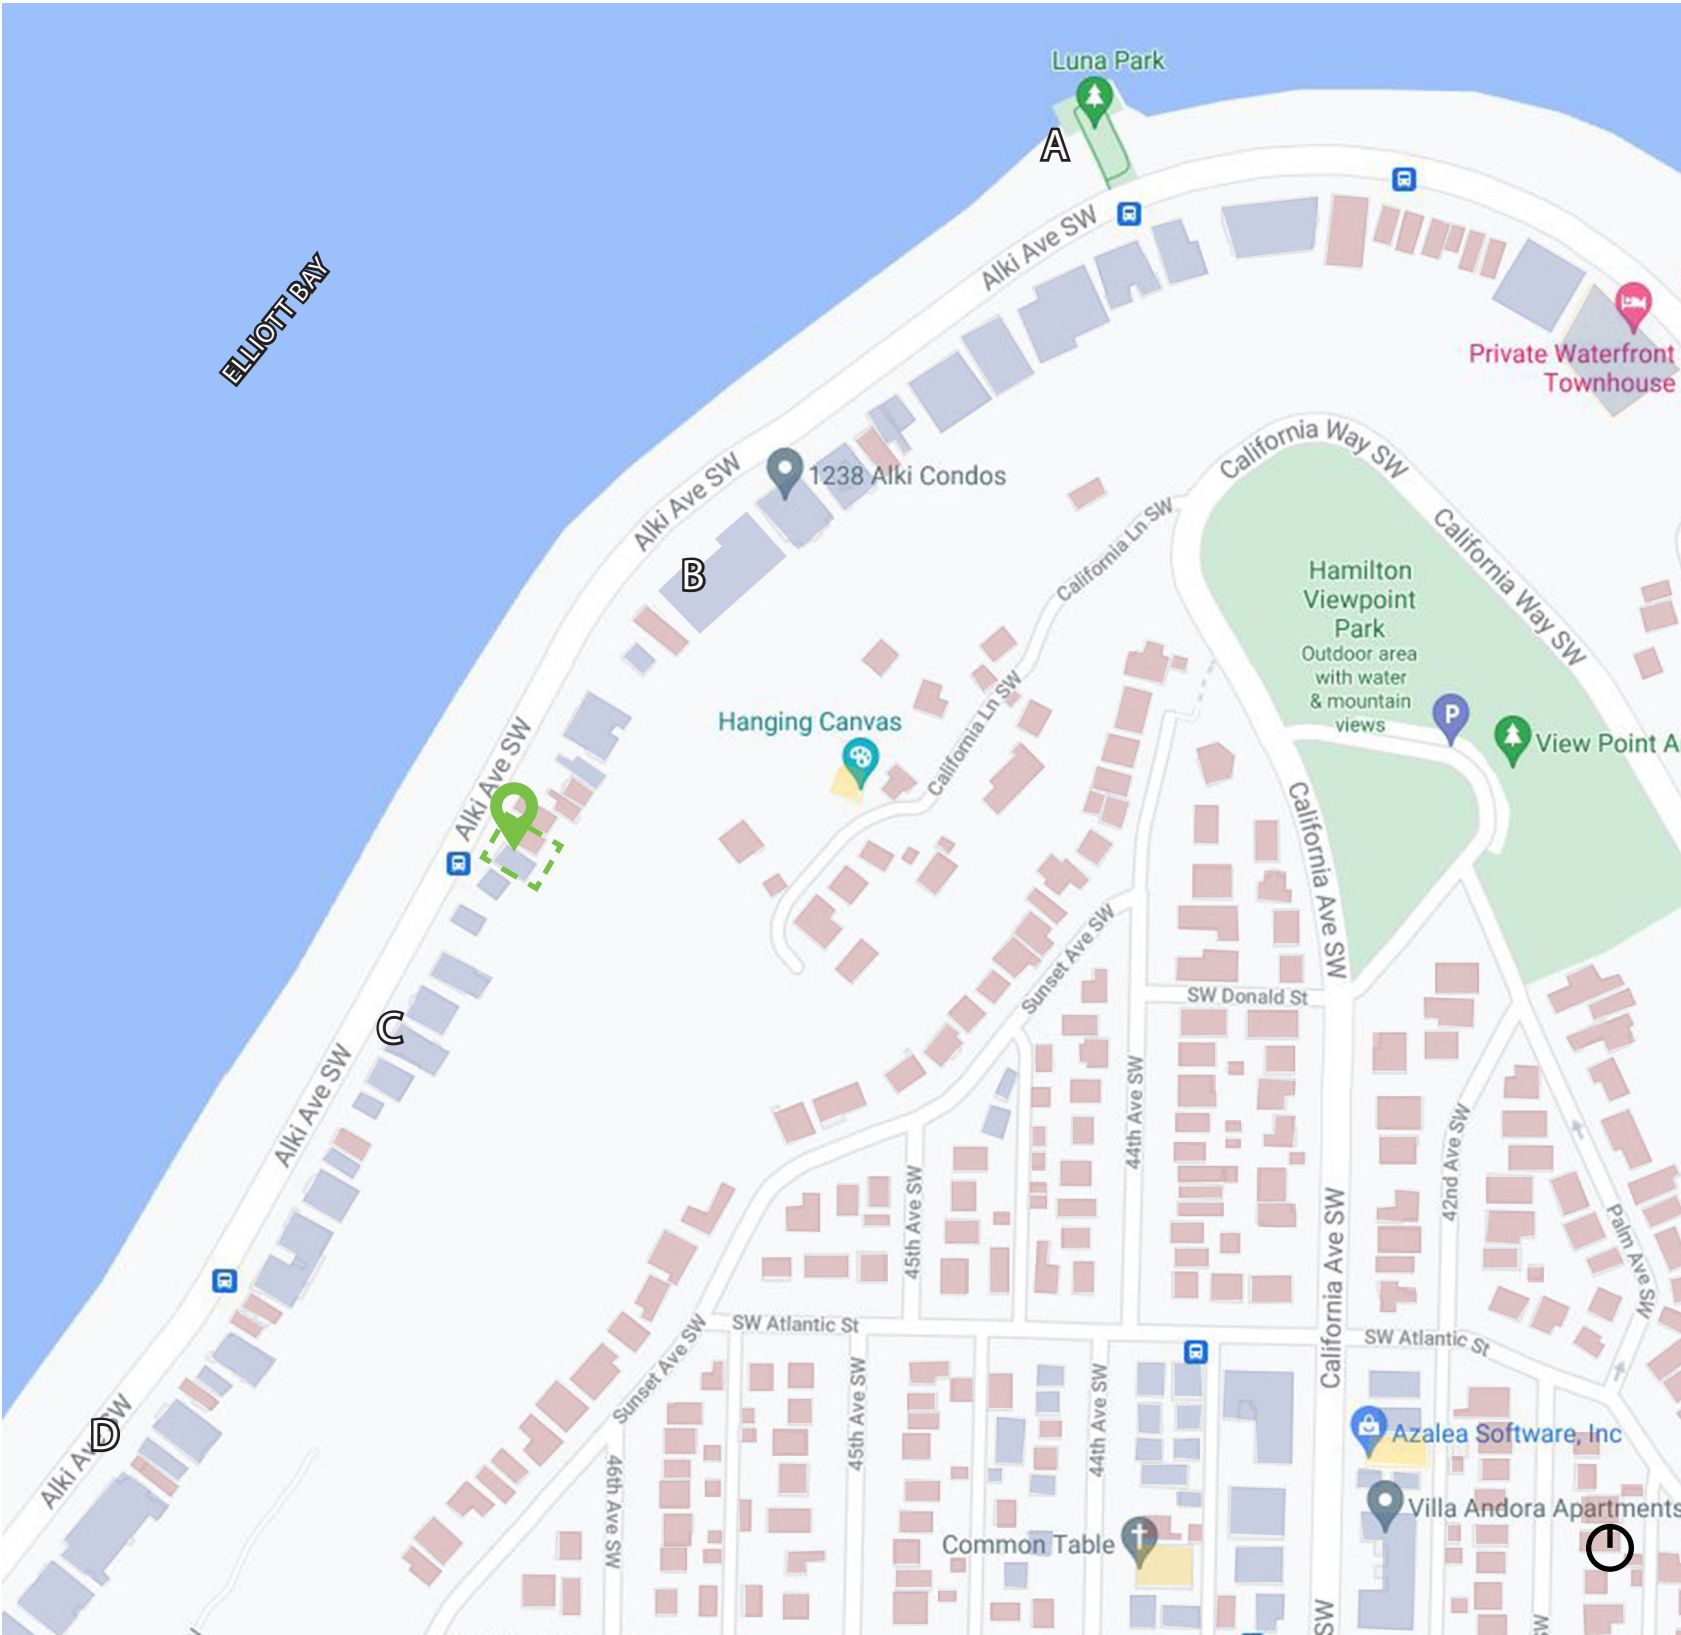 Luna Park
A
Alki Ave SW
ELLIOTT BAY
Private Waterfront
Townhouse
California Way SW
Alki Ave SW
1238 Alki Condos
California Ln SW
California Way SW
B
Hamilton
Viewpoint
Park
Outdoor area
with water
& mountain
views
P
View Point A
Hanging Canvas
California Ln SW
Alki Ave SW
California Ave SW
Sunset Ave SW
SW Donald St
C
Alki Ave SW
44th Ave SW
42nd Ave SW
45th Ave SW
California Ave SW
Palm Ave SW
SW Atlantic St
SW Atlantic St
Sunset Ave SW
D
Alki Ave SW
46th Ave SW
45th Ave SW
44th Ave SW
Azalea Software, Inc
Villa Andora Apartments
Common Table
SW
W